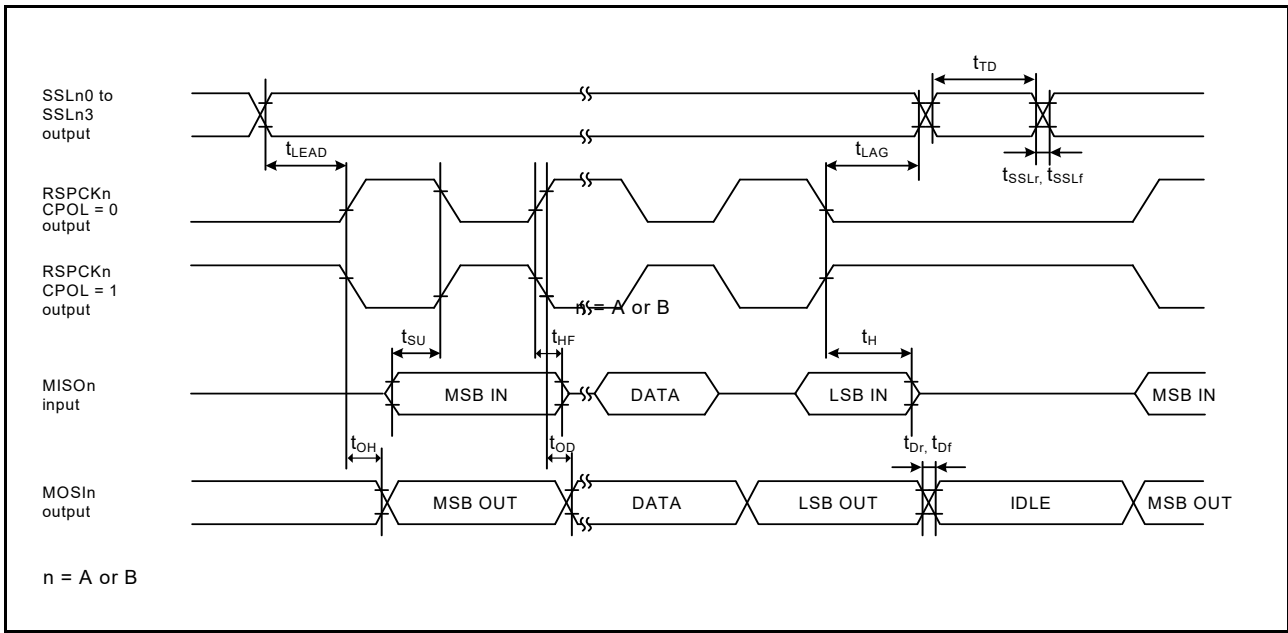 tTD
SSLn0 to
SSLn3
output
tLEAD
tLAG
tSSLr, tSSLf
RSPCKn
CPOL = 0
output
RSPCKn
CPOL = 1
output
n = A or B
tSU
tHF
tH
MISOn
input
MSB IN
DATA
LSB IN
MSB IN
tOH
tOD
tDr, tDf
MOSIn
output
MSB OUT
DATA
LSB OUT
IDLE
MSB OUT
n = A or B